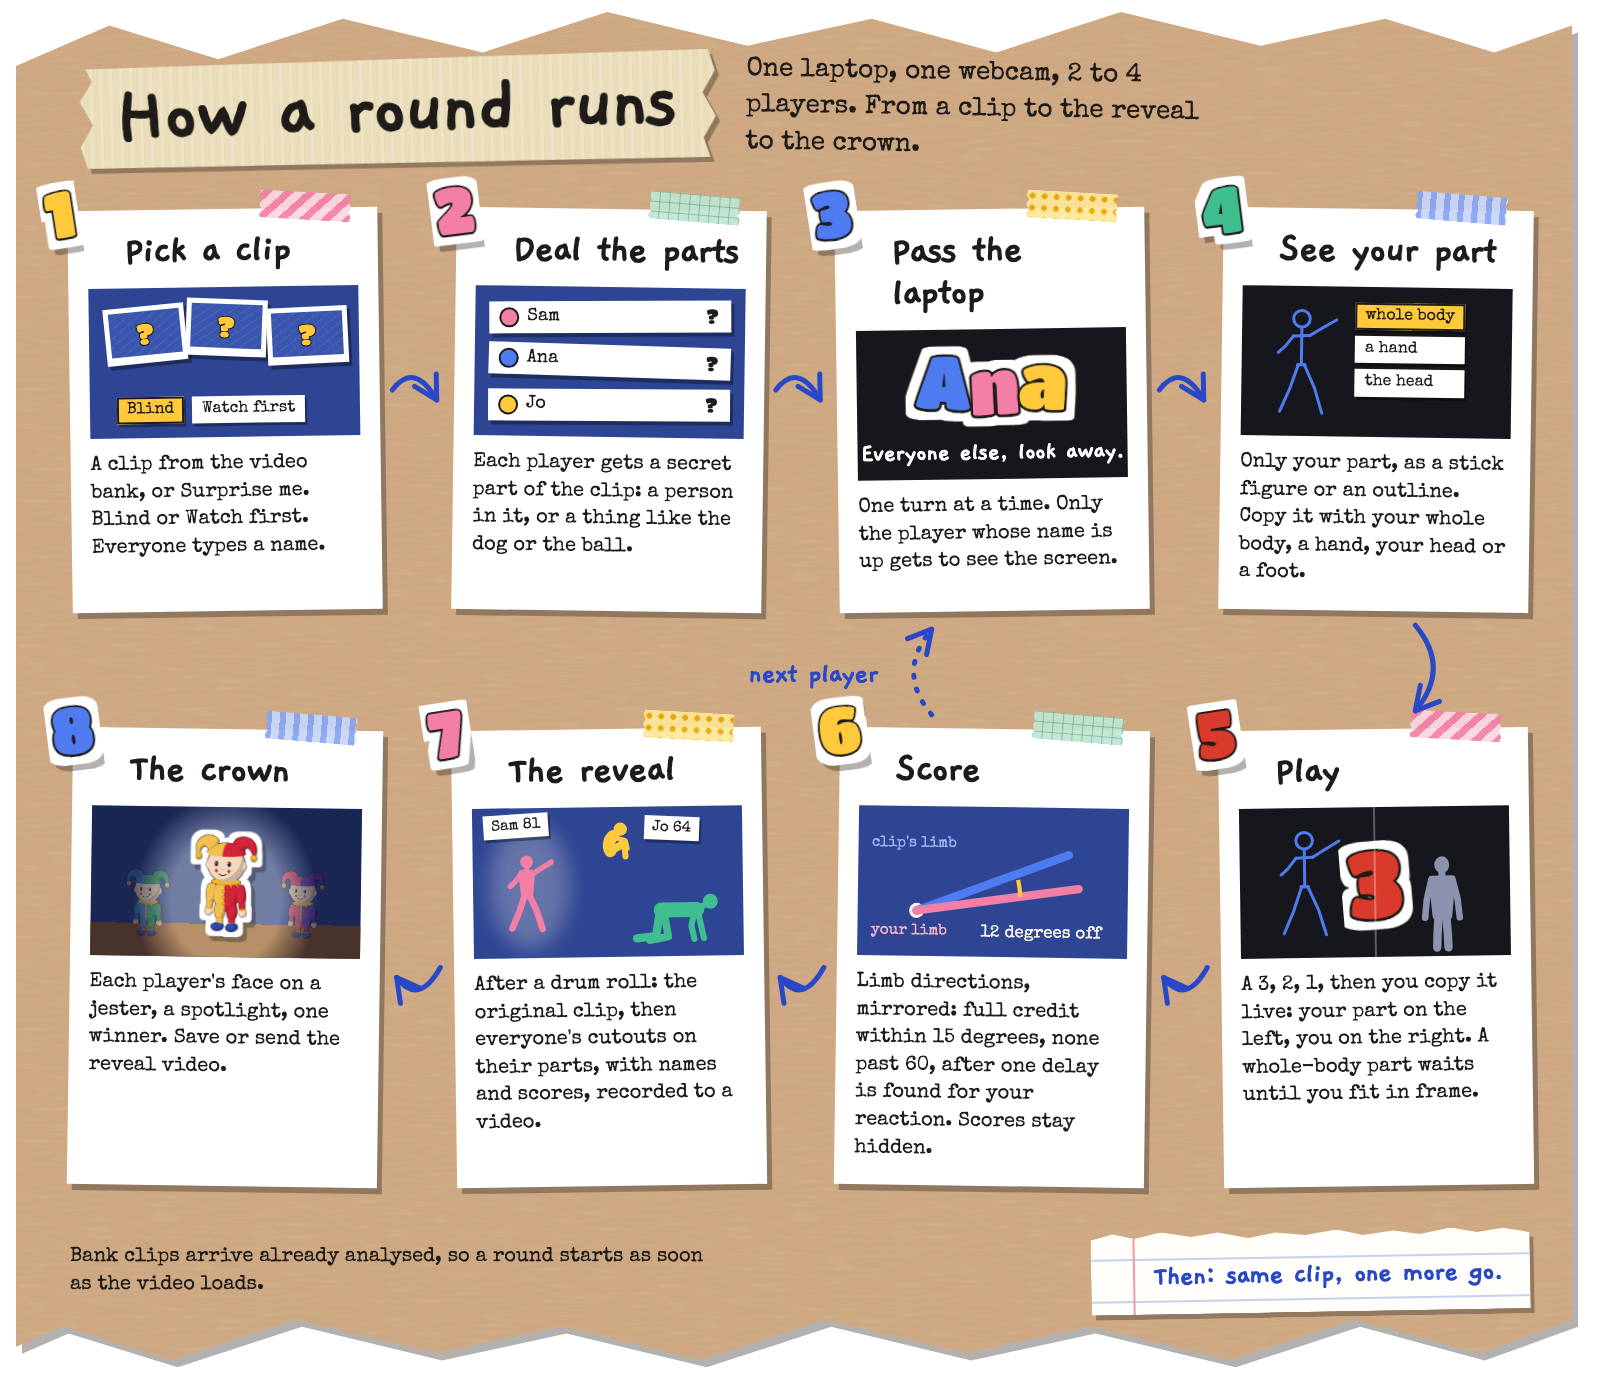 How a round runs
One laptop, one webcam, 2 to 4
players. From a clip to the reveal
to the crown.
1
Pick a clip
?
?
?
Blind
Watch first
A clip from the video
bank, or Surprise me.
Blind or Watch first.
Everyone types a name.
2
Deal the parts
Sam ?
Ana ?
Jo ?
Each player gets a secret
part of the clip: a person
in it, or a thing like the
dog or the ball.
3
Pass the
laptop
Ana
Everyone else, look away.
One turn at a time. Only
the player whose name is
up gets to see the screen.
4
See your part
whole body
a hand
the head
Only your part, as a stick
figure or an outline.
Copy it with your whole
body, a hand, your head or
a foot.
next player
5
Play
3
A 3, 2, 1, then you copy it
live: your part on the
left, you on the right. A
whole-body part waits
until you fit in frame.
6
Score
clip's limb
your limb
12 degrees off
Limb directions,
mirrored: full credit
within 15 degrees, none
past 60, after one delay
is found for your
reaction. Scores stay
hidden.
7
The reveal
Sam 81
Jo 64
After a drum roll: the
original clip, then
everyone's cutouts on
their parts, with names
and scores, recorded to a
video.
8
The crown
Each player's face on a
jester, a spotlight, one
winner. Save or send the
reveal video.
Bank clips arrive already analysed, so a round starts as soon
as the video loads.
Then: same clip, one more go.